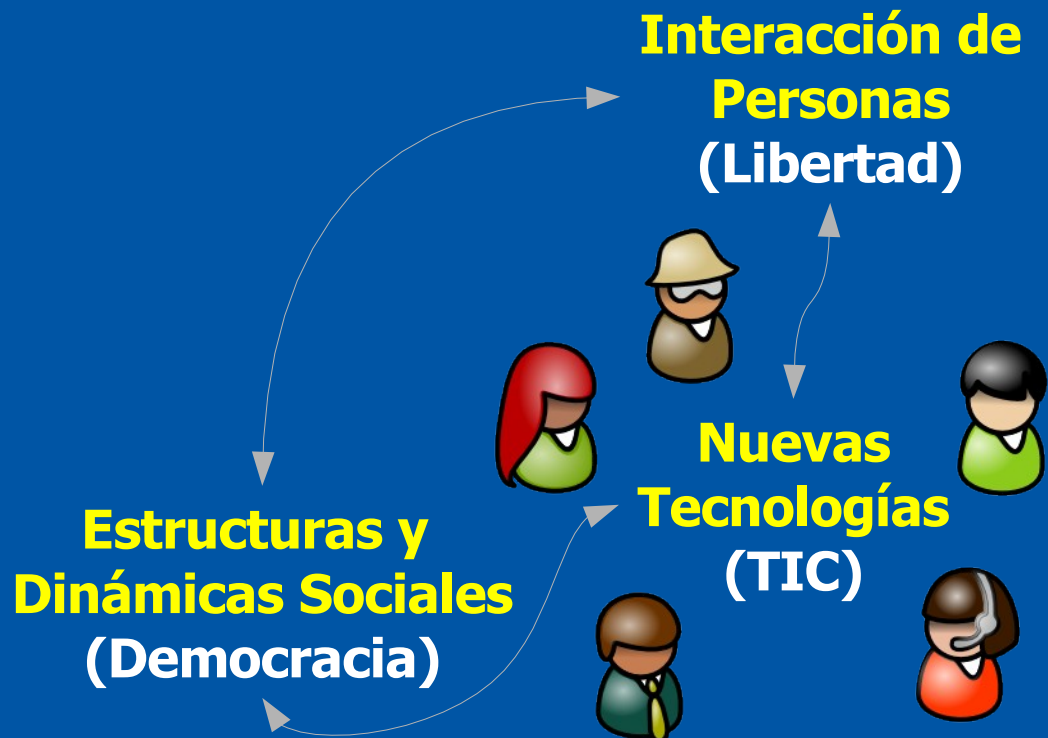 Interacción de
Personas
(Libertad)
Nuevas
Tecnologías
(TIC)
Estructuras y
Dinámicas Sociales
(Democracia)